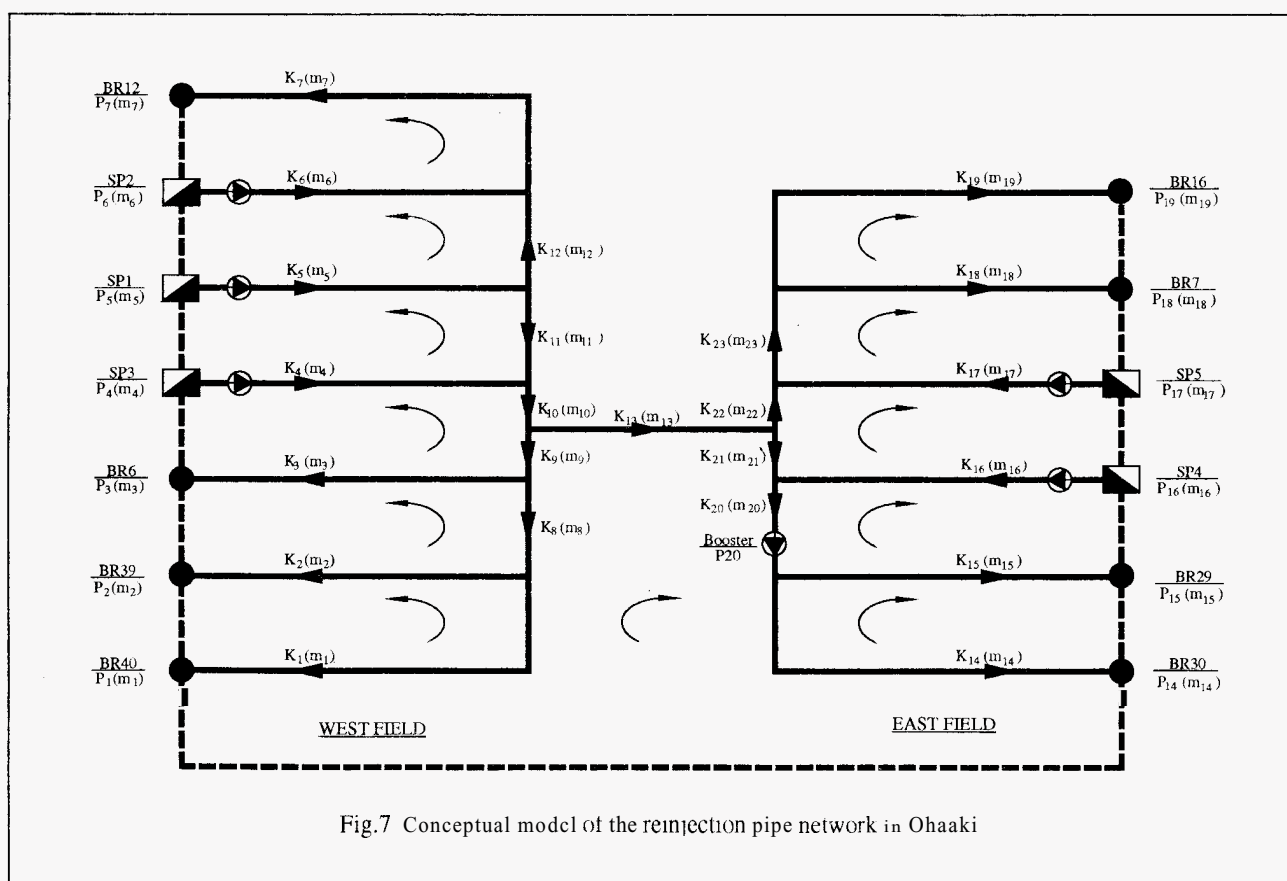 BR12
P7(m7)
K7(m7)
SP2
P6(m6)
K6(m6)
K12(m12)
SP1
P5(m5)
K5(m5)
K11(m11)
SP3
P4(m4)
K4(m4)
K10(m10)
K13(m13)
K9(m9)
BR6
P3(m3)
K3(m3)
K8(m8)
BR39
P2(m2)
K2(m2)
BR40
P1(m1)
K1(m1)
WEST FIELD
K19(m19)
BR16
P19(m19)
K18(m18)
BR7
P18(m18)
K23(m23)
K17(m17)
SP5
P17(m17)
K22(m22)
K21(m21)
K16(m16)
SP4
P16(m16)
K20(m20)
Booster
P20
K15(m15)
BR29
P15(m15)
K14(m14)
BR30
P14(m14)
EAST FIELD
Fig.7 Conceptual model of the reinjection pipe network in Ohaaki